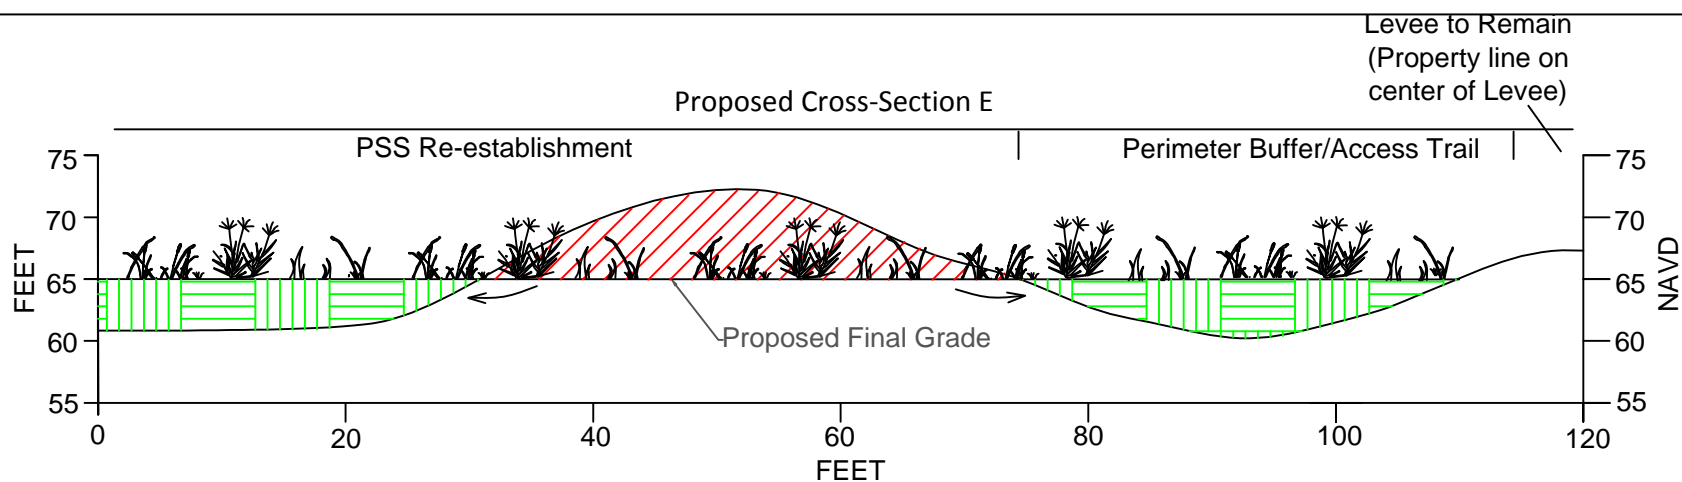 Levee to Remain
(Property line on
center of Levee)
Proposed Cross-Section E
PSS Re-establishment
Perimeter Buffer/Access Trail
75
70
65
60
55
FEET
75
70
65
60
55
NAVD
Proposed Final Grade
0
20
40
60
80
100
120
FEET